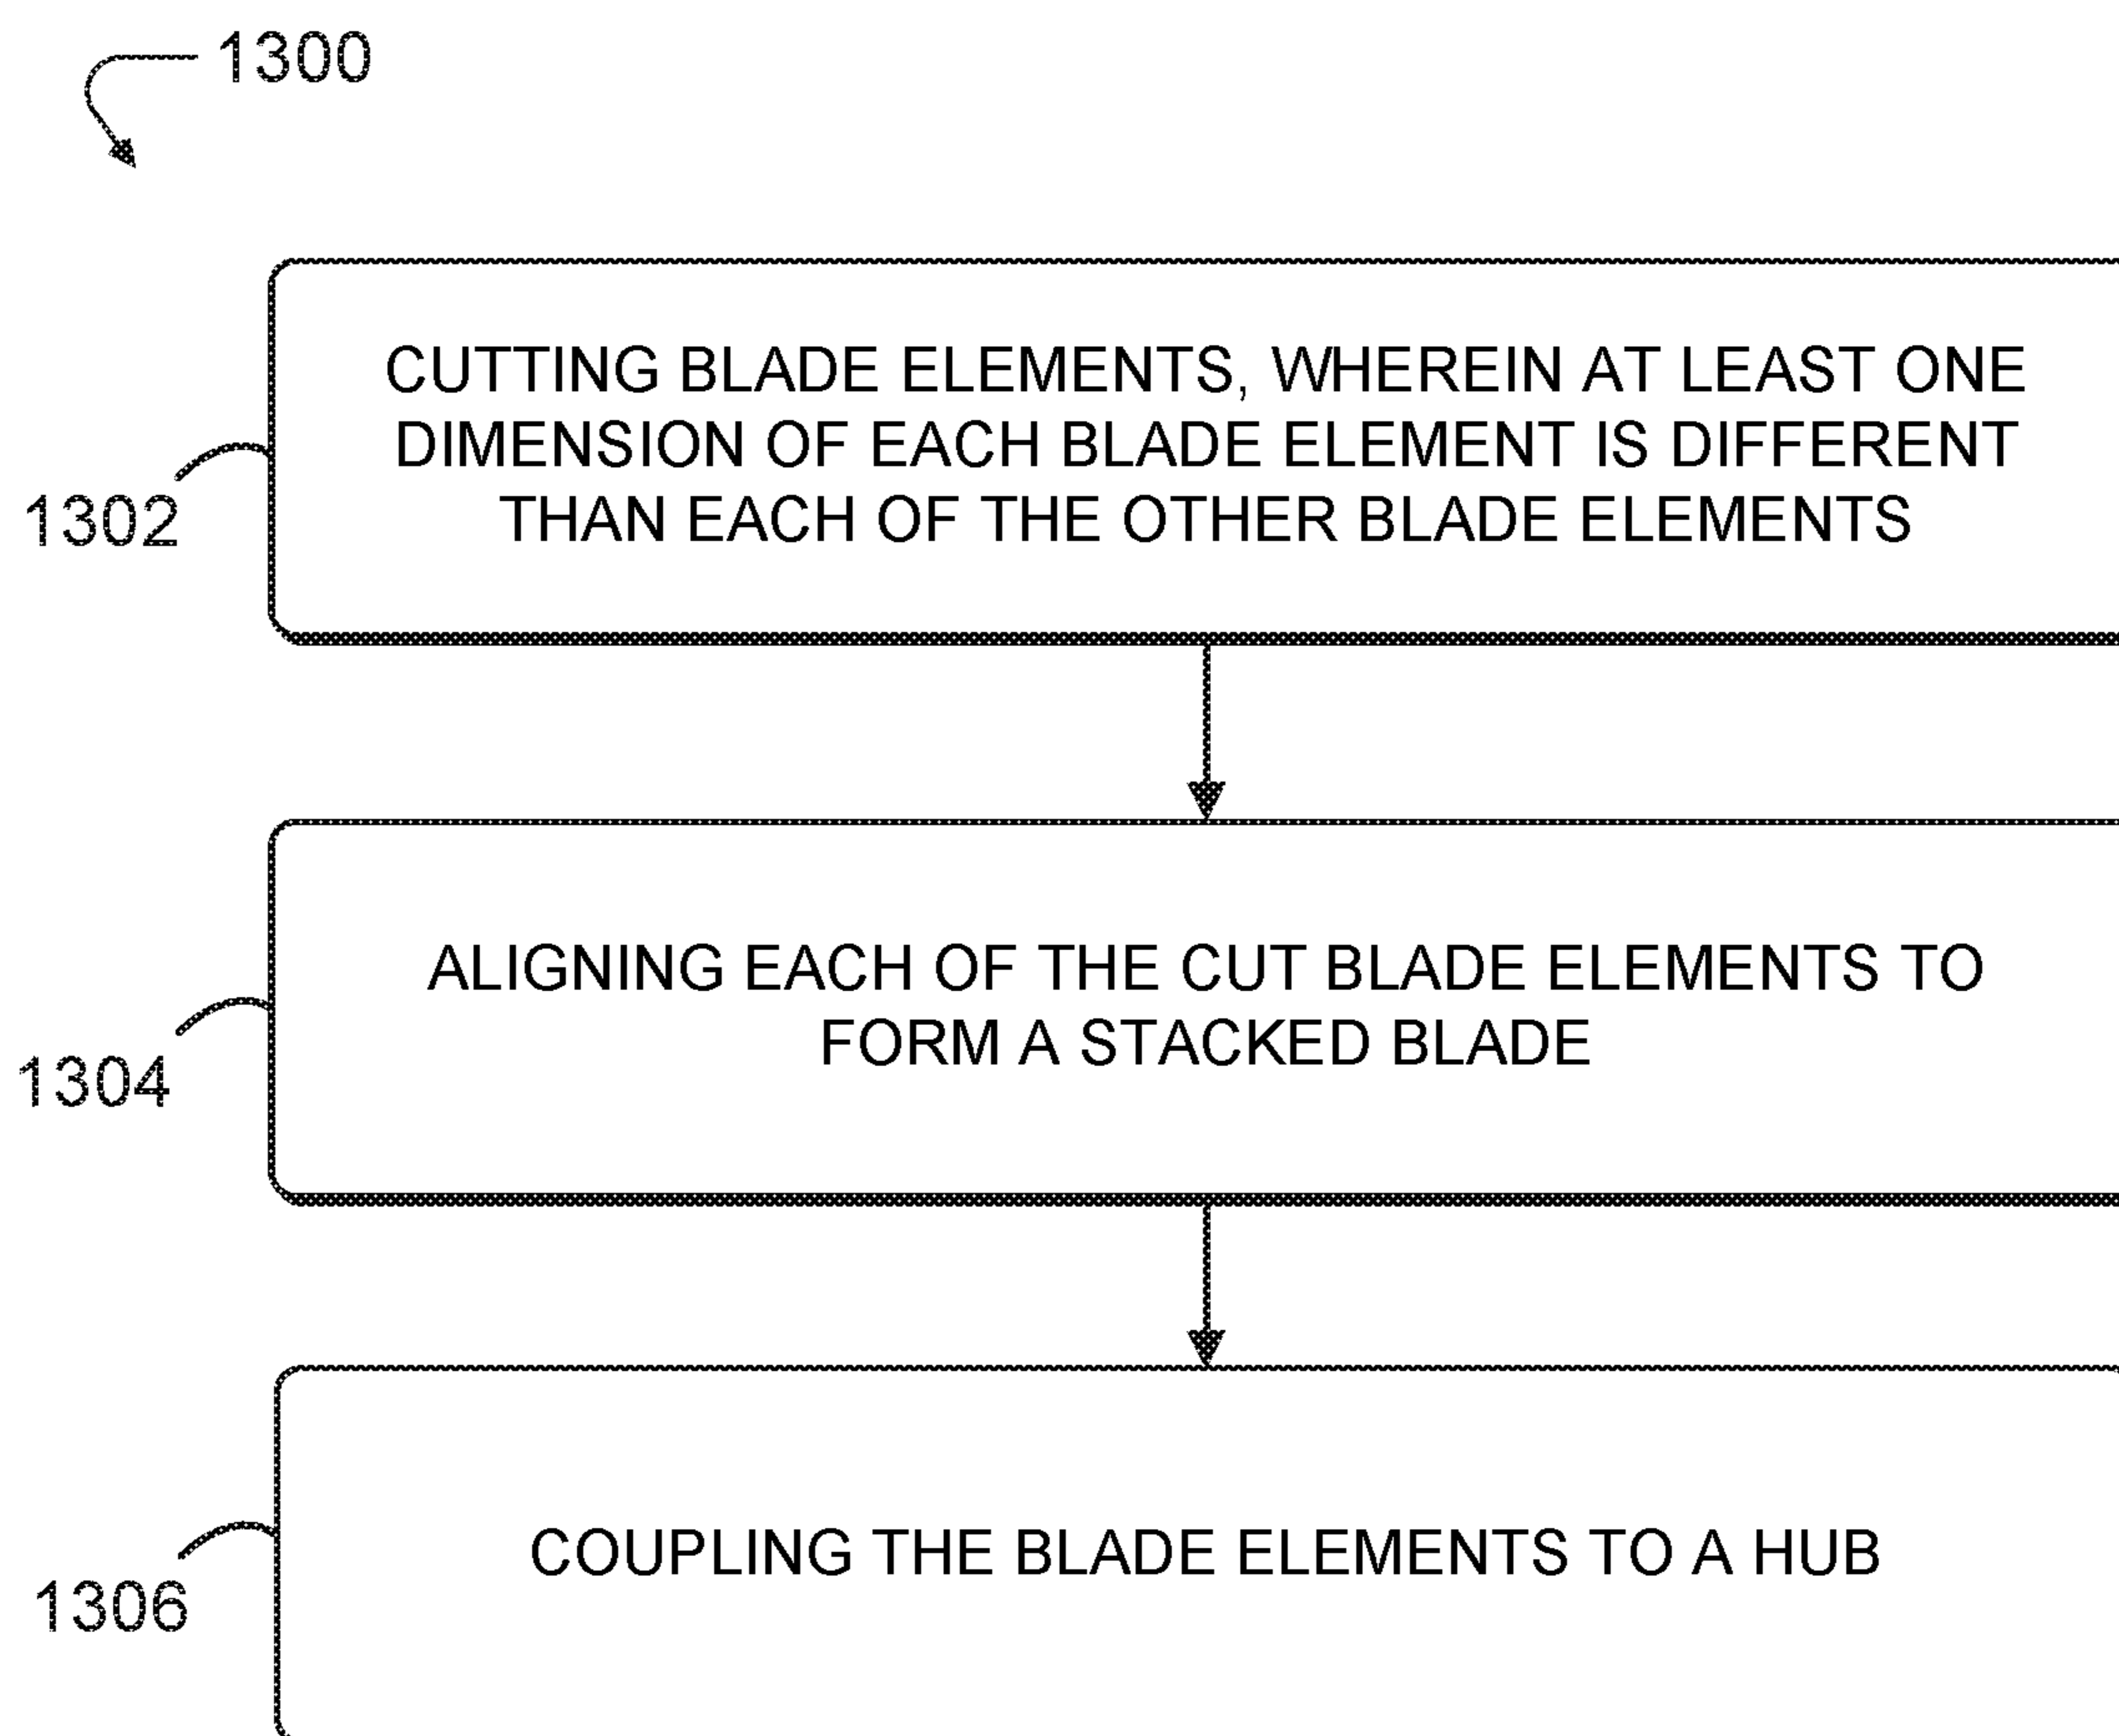 1300
CUTTING BLADE ELEMENTS, WHEREIN AT LEAST ONE
DIMENSION OF EACH BLADE ELEMENT IS DIFFERENT
THAN EACH OF THE OTHER BLADE ELEMENTS
1302
ALIGNING EACH OF THE CUT BLADE ELEMENTS TO
FORM A STACKED BLADE
1304
COUPLING THE BLADE ELEMENTS TO A HUB
1306